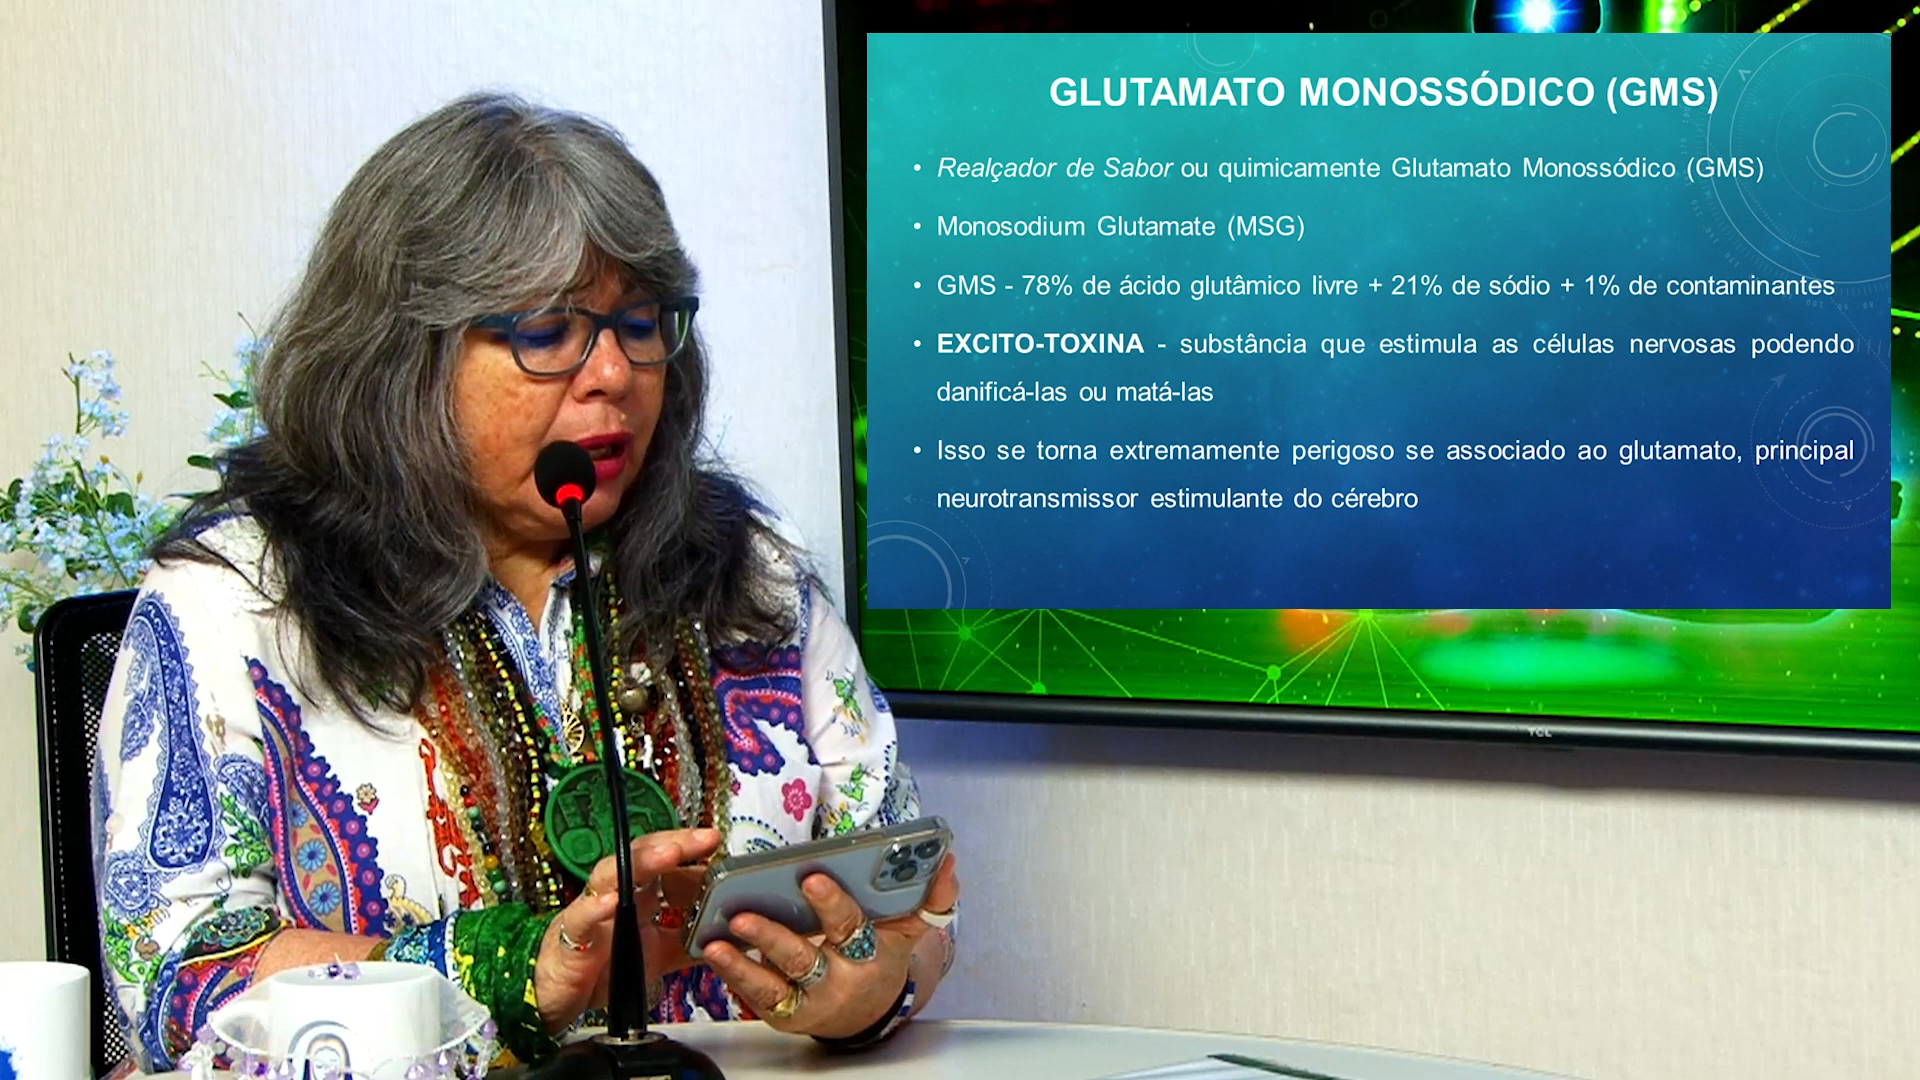 GLUTAMATO MONOSSÓDICO (GMS)
• Realçador de Sabor ou quimicamente Glutamato Monossódico (GMS)
• Monosodium Glutamate (MSG)
• GMS - 78% de ácido glutâmico livre + 21% de sódio + 1% de contaminantes
• EXCITO-TOXINA - substância que estimula as células nervosas podendo
danificá-las ou matá-las
• Isso se torna extremamente perigoso se associado ao glutamato, principal
neurotransmissor estimulante do cérebro
TCL